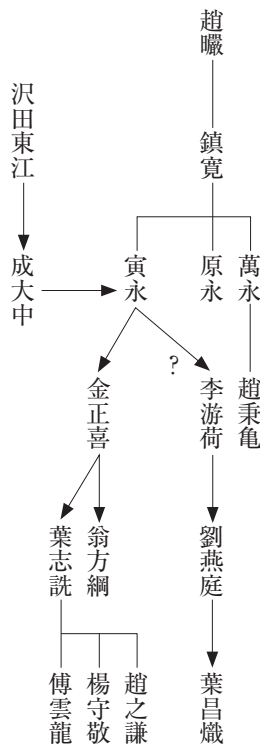 趙曮
鎮寛
萬永
原永
寅永
沢田東江
成大中
趙秉亀
?
李游荷
金正喜
劉燕庭
翁方綱
葉志詵
葉昌熾
趙之謙
楊守敬
傅雲龍